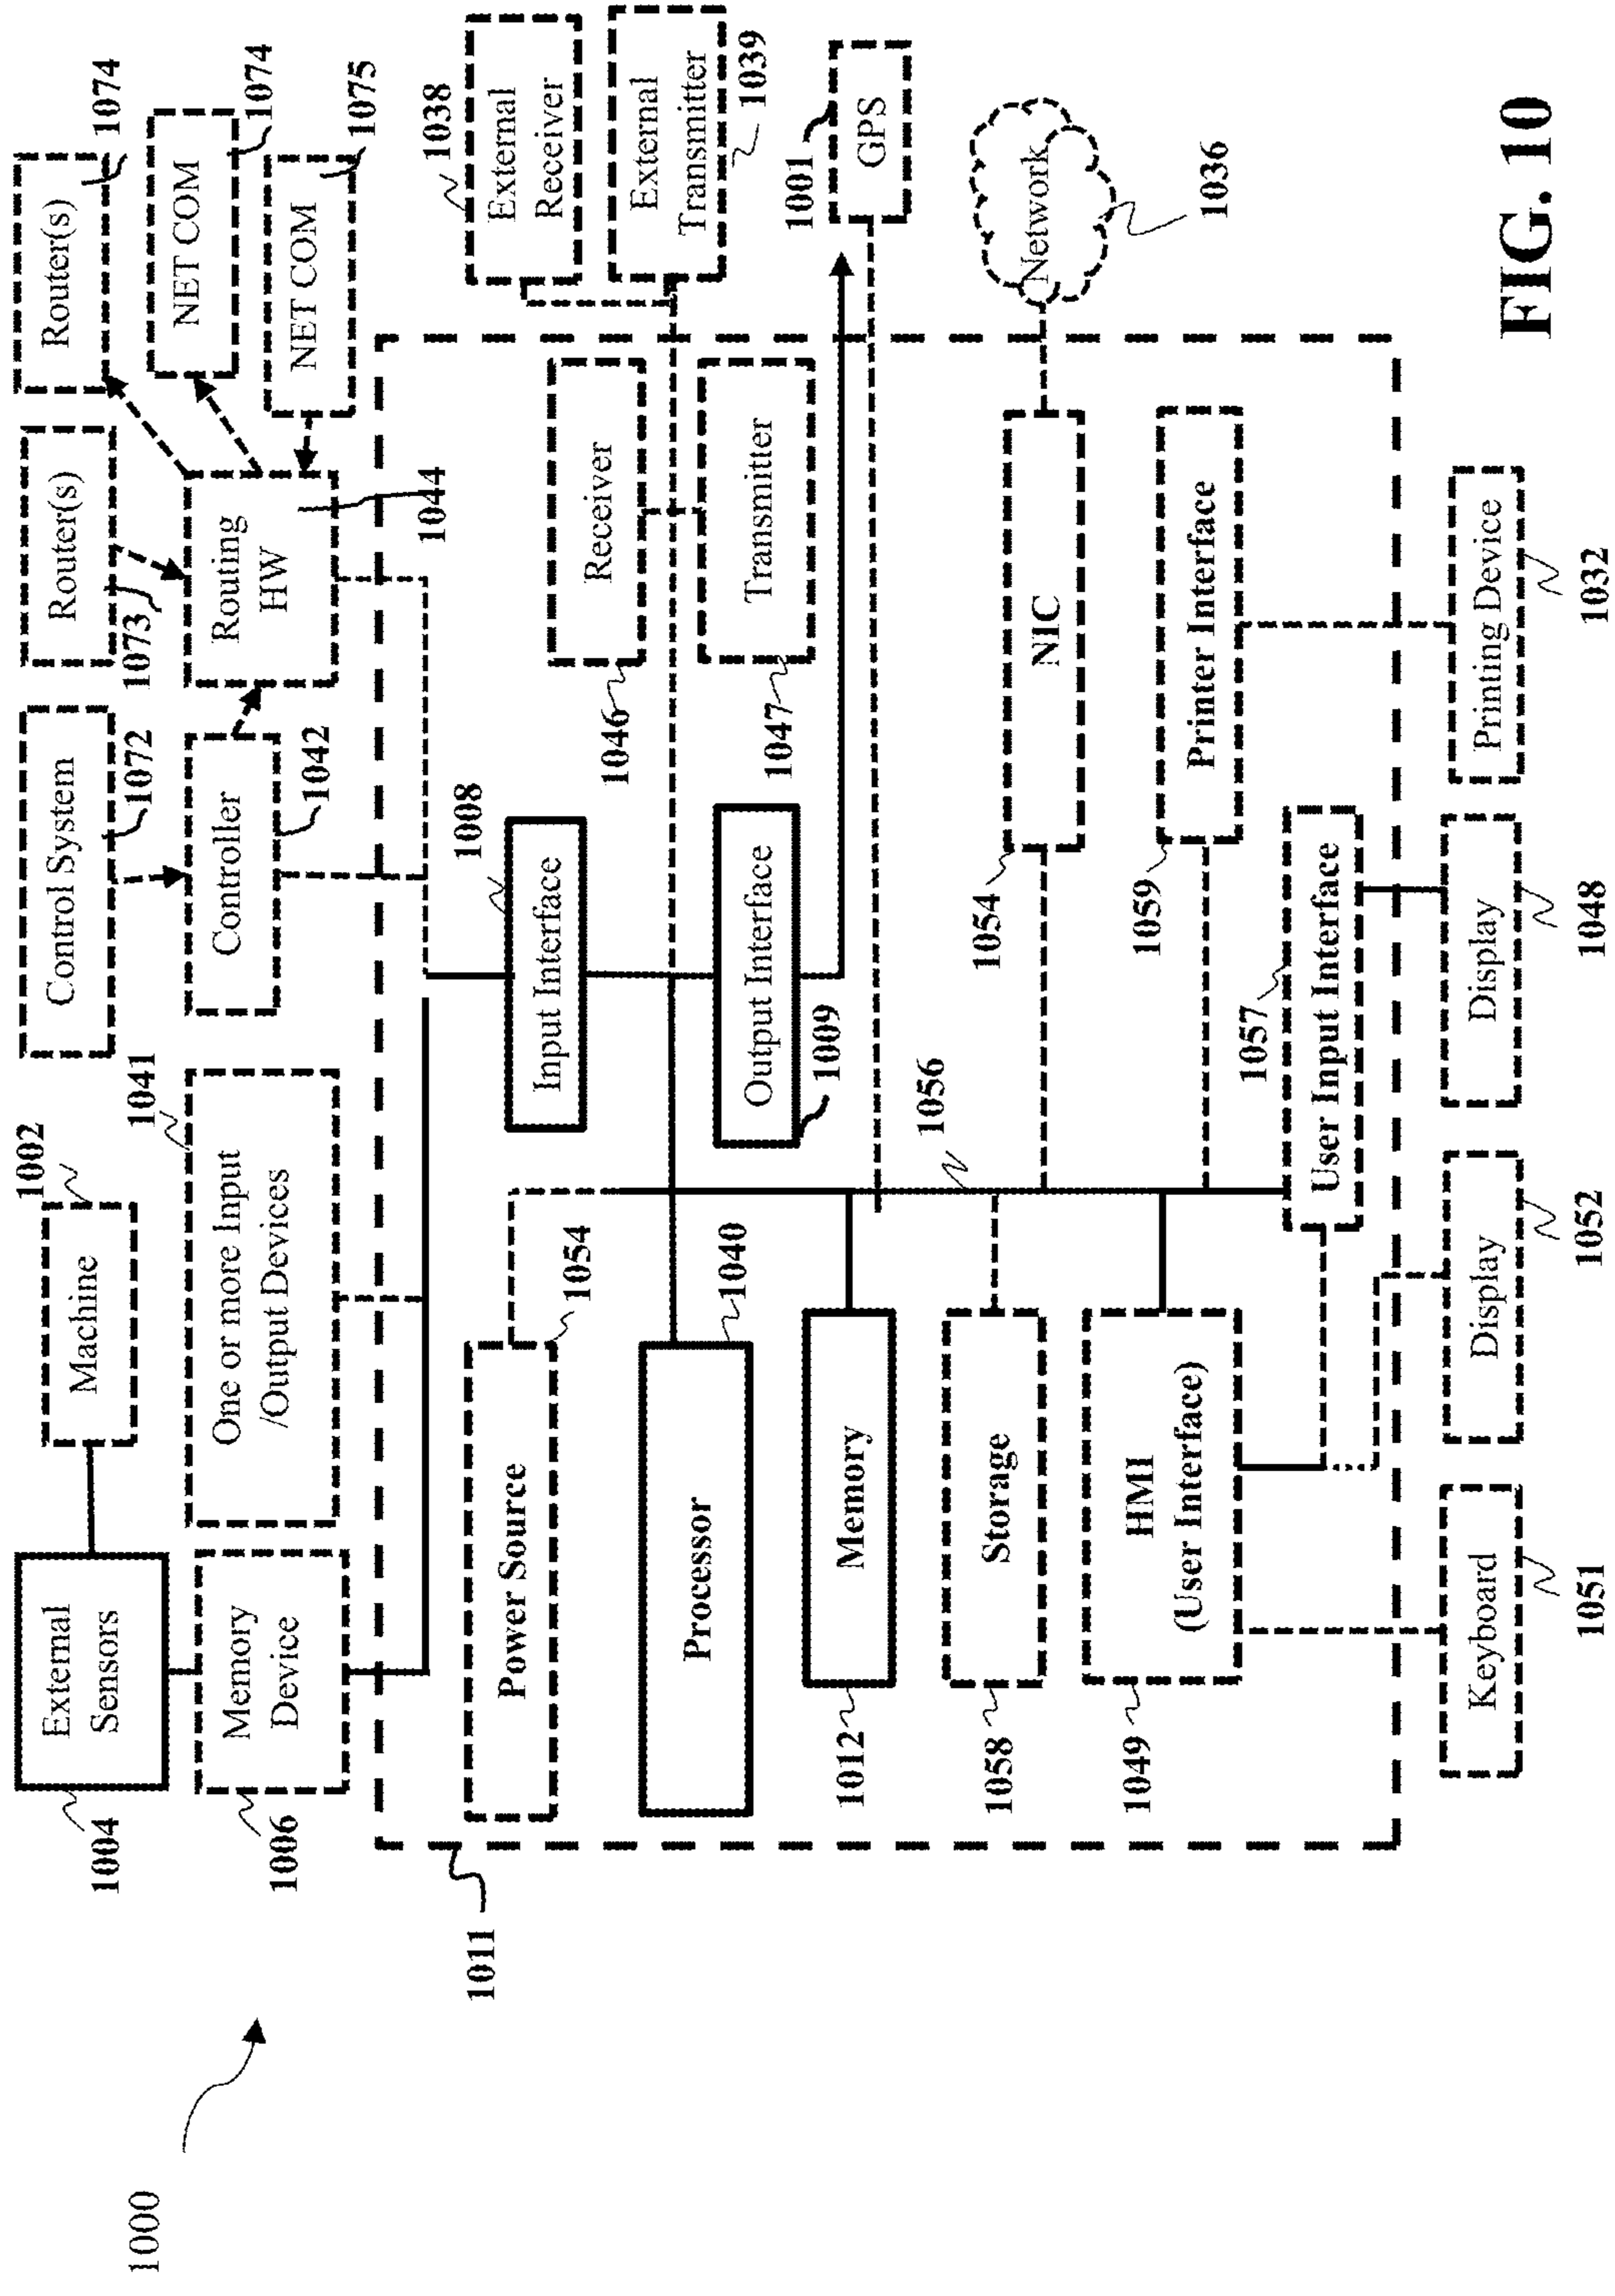 1000
1004
External
Sensors
1002
Machine
1006
Memory
Device
1041
One or more Input
/Output Devices
Control System
1072
Controller
1042
Router(s)
1073
Routing
HW
1044
Router(s)
1074
NET COM
1074
NET COM
1075
1011
Power Source
1054
Processor
1040
1012
Memory
1058
Storage
1049
HMI
(User Interface)
1008
Input Interface
Output Interface
1009
1056
1046
Receiver
1047
Transmitter
1038
External
Receiver
External
Transmitter
1039
1001
GPS
1054
NIC
Network
1036
1059
Printer Interface
1057
User Input Interface
Keyboard
1051
Display
1052
Display
1048
Printing Device
1032
FIG. 10